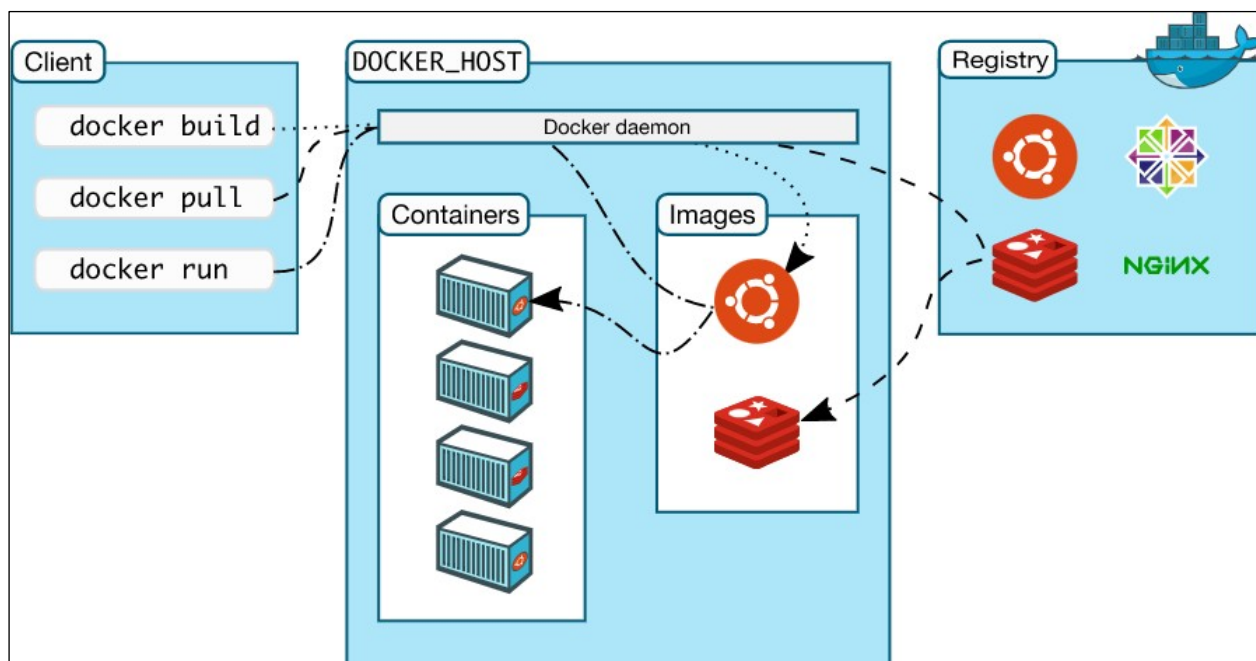 Client
docker build
docker pull
docker run
DOCKER_HOST
Docker daemon
Containers
Images
Registry
NGINX